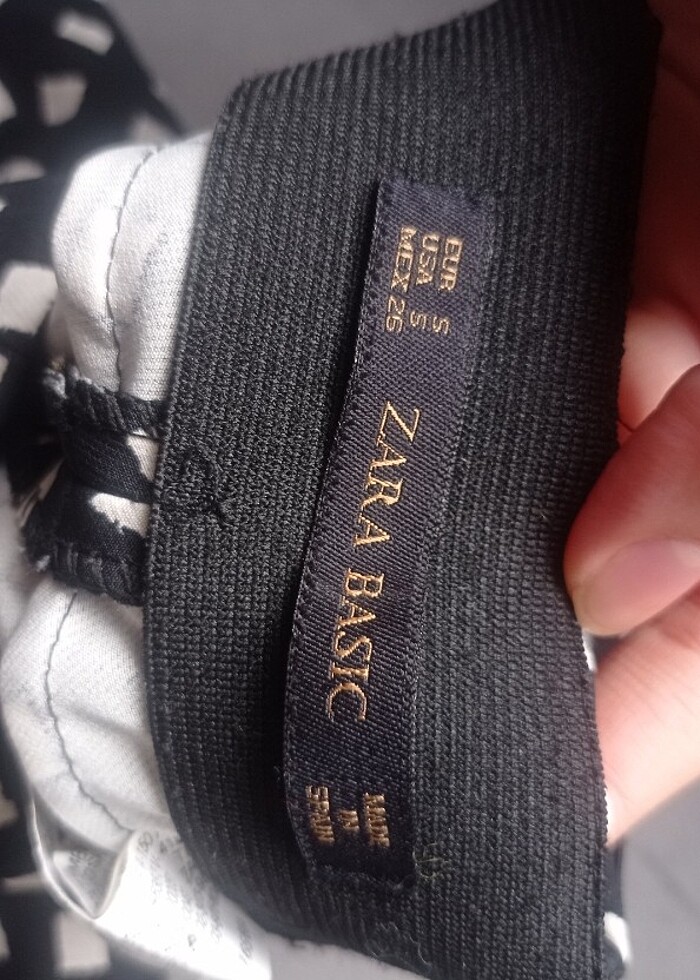 EUR S
USA S
MEX 26
ZARA BASIC
MADE
IN
SPAIN